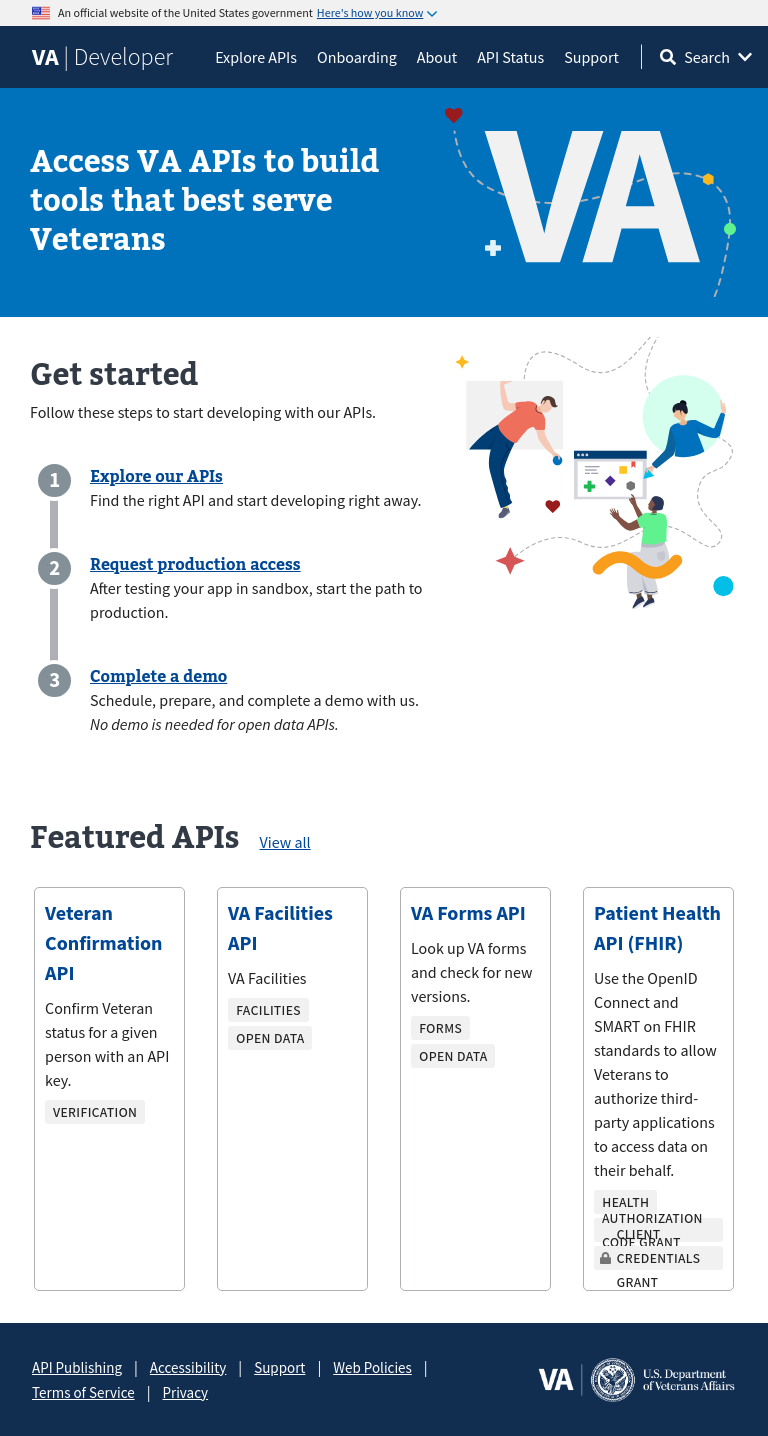 An official website of the United States government Here's how you know
VA | Developer
Explore APIs Onboarding About API Status Support Search
Access VA APIs to build
tools that best serve
Veterans
VA
Get started
Follow these steps to start developing with our APIs.
1 Explore our APIs
Find the right API and start developing right away.
2 Request production access
After testing your app in sandbox, start the path to
production.
3 Complete a demo
Schedule, prepare, and complete a demo with us.
No demo is needed for open data APIs.
Featured APIs View all
Veteran
Confirmation
API
Confirm Veteran
status for a given
person with an API
key.
VERIFICATION
VA Facilities
API
VA Facilities
FACILITIES
OPEN DATA
VA Forms API
Look up VA forms
and check for new
versions.
FORMS
OPEN DATA
Patient Health
API (FHIR)
Use the OpenID
Connect and
SMART on FHIR
standards to allow
Veterans to
authorize third-
party applications
to access data on
their behalf.
HEALTH
AUTHORIZATION
CODE GRANT
CLIENT
CREDENTIALS
GRANT
API Publishing | Accessibility | Support | Web Policies |
Terms of Service | Privacy
VA | U.S. Department
of Veterans Affairs